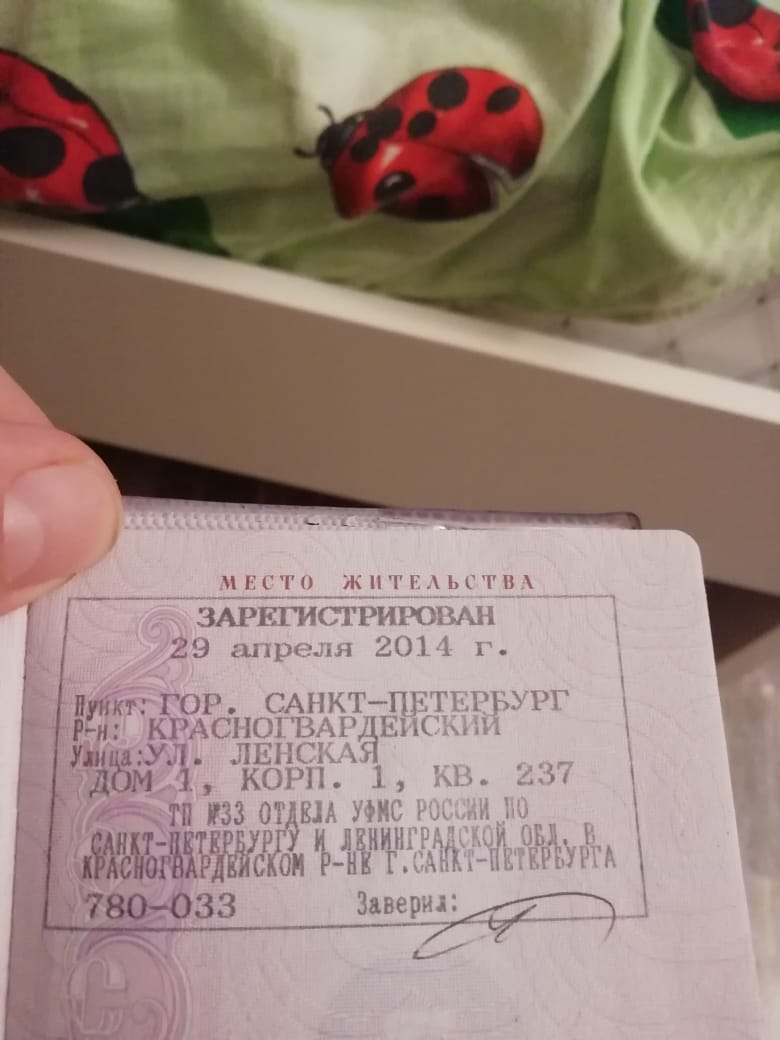 МЕСТО ЖИТЕЛЬСТВА
ЗАРЕГИСТРИРОВАН
29 апреля 2014 г.
Пункт: ГОР. САНКТ-ПЕТЕРБУРГ
Р-н: КРАСНОГВАРДЕЙСКИЙ
Улица:УЛ. ЛЕНСКАЯ
ДОМ 1, КОРП. 1, КВ. 237
ТП №33 ОТДЕЛА УФМС РОССИИ ПО
САНКТ-ПЕТЕРБУРГУ И ЛЕНИНГРАДСКОЙ ОБЛ. В
КРАСНОГВАРДЕЙСКОМ Р-НЕ Г.САНКТ-ПЕТЕРБУРГА
780-033 Заверил: